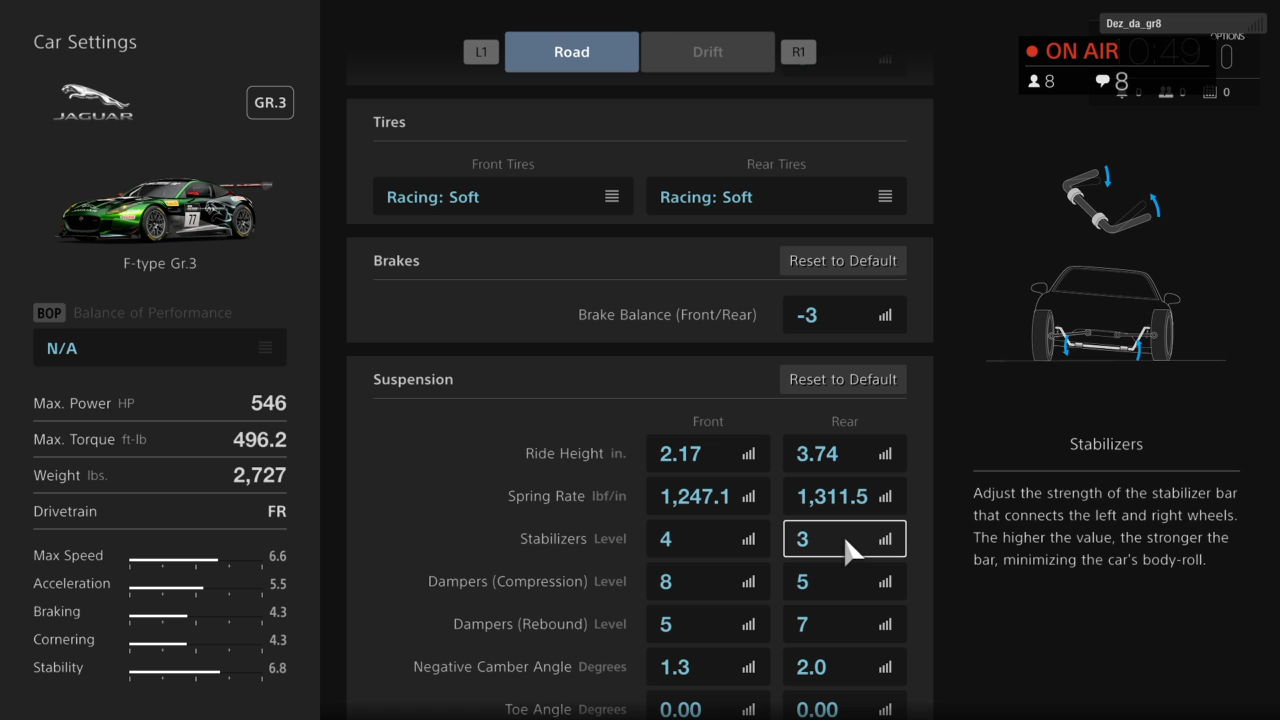 Car Settings
JAGUAR
GR.3
77
F-type Gr.3
BOP Balance of Performance
N/A
Max. Power HP 546
Max. Torque ft-lb 496.2
Weight lbs. 2,727
Drivetrain FR
Max Speed 6.6
Acceleration 5.5
Braking 4.3
Cornering 4.3
Stability 6.8
L1 Road Drift R1
Tires
Front Tires Rear Tires
Racing: Soft Racing: Soft
Brakes Reset to Default
Brake Balance (Front/Rear) -3
Suspension Reset to Default
Front Rear
Ride Height in. 2.17 3.74
Spring Rate lbf/in 1,247.1 1,311.5
Stabilizers Level 4 3
Dampers (Compression) Level 8 5
Dampers (Rebound) Level 5 7
Negative Camber Angle Degrees 1.3 2.0
Toe Angle Degrees 0.00 0.00
Dez_da_gr8
OPTIONS
ON AIR 10:49
8 8
0 0 0
Stabilizers
Adjust the strength of the stabilizer bar
that connects the left and right wheels.
The higher the value, the stronger the
bar, minimizing the car's body-roll.